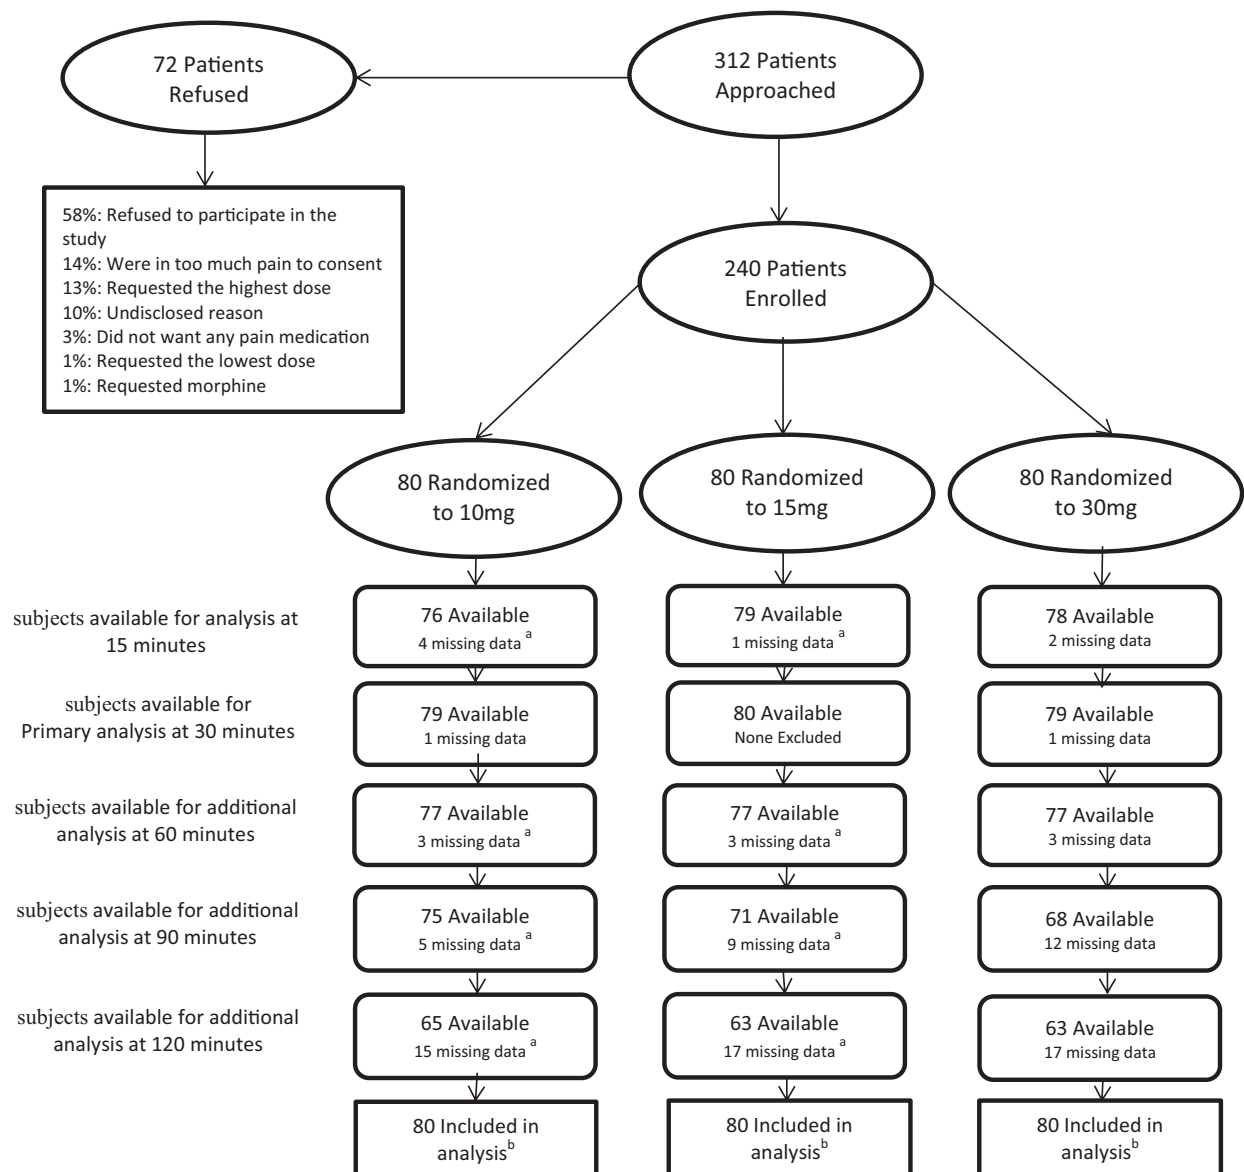 72 Patients
Refused
312 Patients
Approached
58%: Refused to participate in the
study
14%: Were in too much pain to consent
13%: Requested the highest dose
10%: Undisclosed reason
3%: Did not want any pain medication
1%: Requested the lowest dose
1%: Requested morphine
240 Patients
Enrolled
80 Randomized
to 10mg
80 Randomized
to 15mg
80 Randomized
to 30mg
subjects available for analysis at
15 minutes
76 Available
4 missing data a
79 Available
1 missing data a
78 Available
2 missing data
subjects available for
Primary analysis at 30 minutes
79 Available
1 missing data
80 Available
None Excluded
79 Available
1 missing data
subjects available for additional
analysis at 60 minutes
77 Available
3 missing data a
77 Available
3 missing data a
77 Available
3 missing data
subjects available for additional
analysis at 90 minutes
75 Available
5 missing data a
71 Available
9 missing data a
68 Available
12 missing data
subjects available for additional
analysis at 120 minutes
65 Available
15 missing data a
63 Available
17 missing data a
63 Available
17 missing data
80 Included in
analysisb
80 Included in
analysisb
80 Included in
analysisb